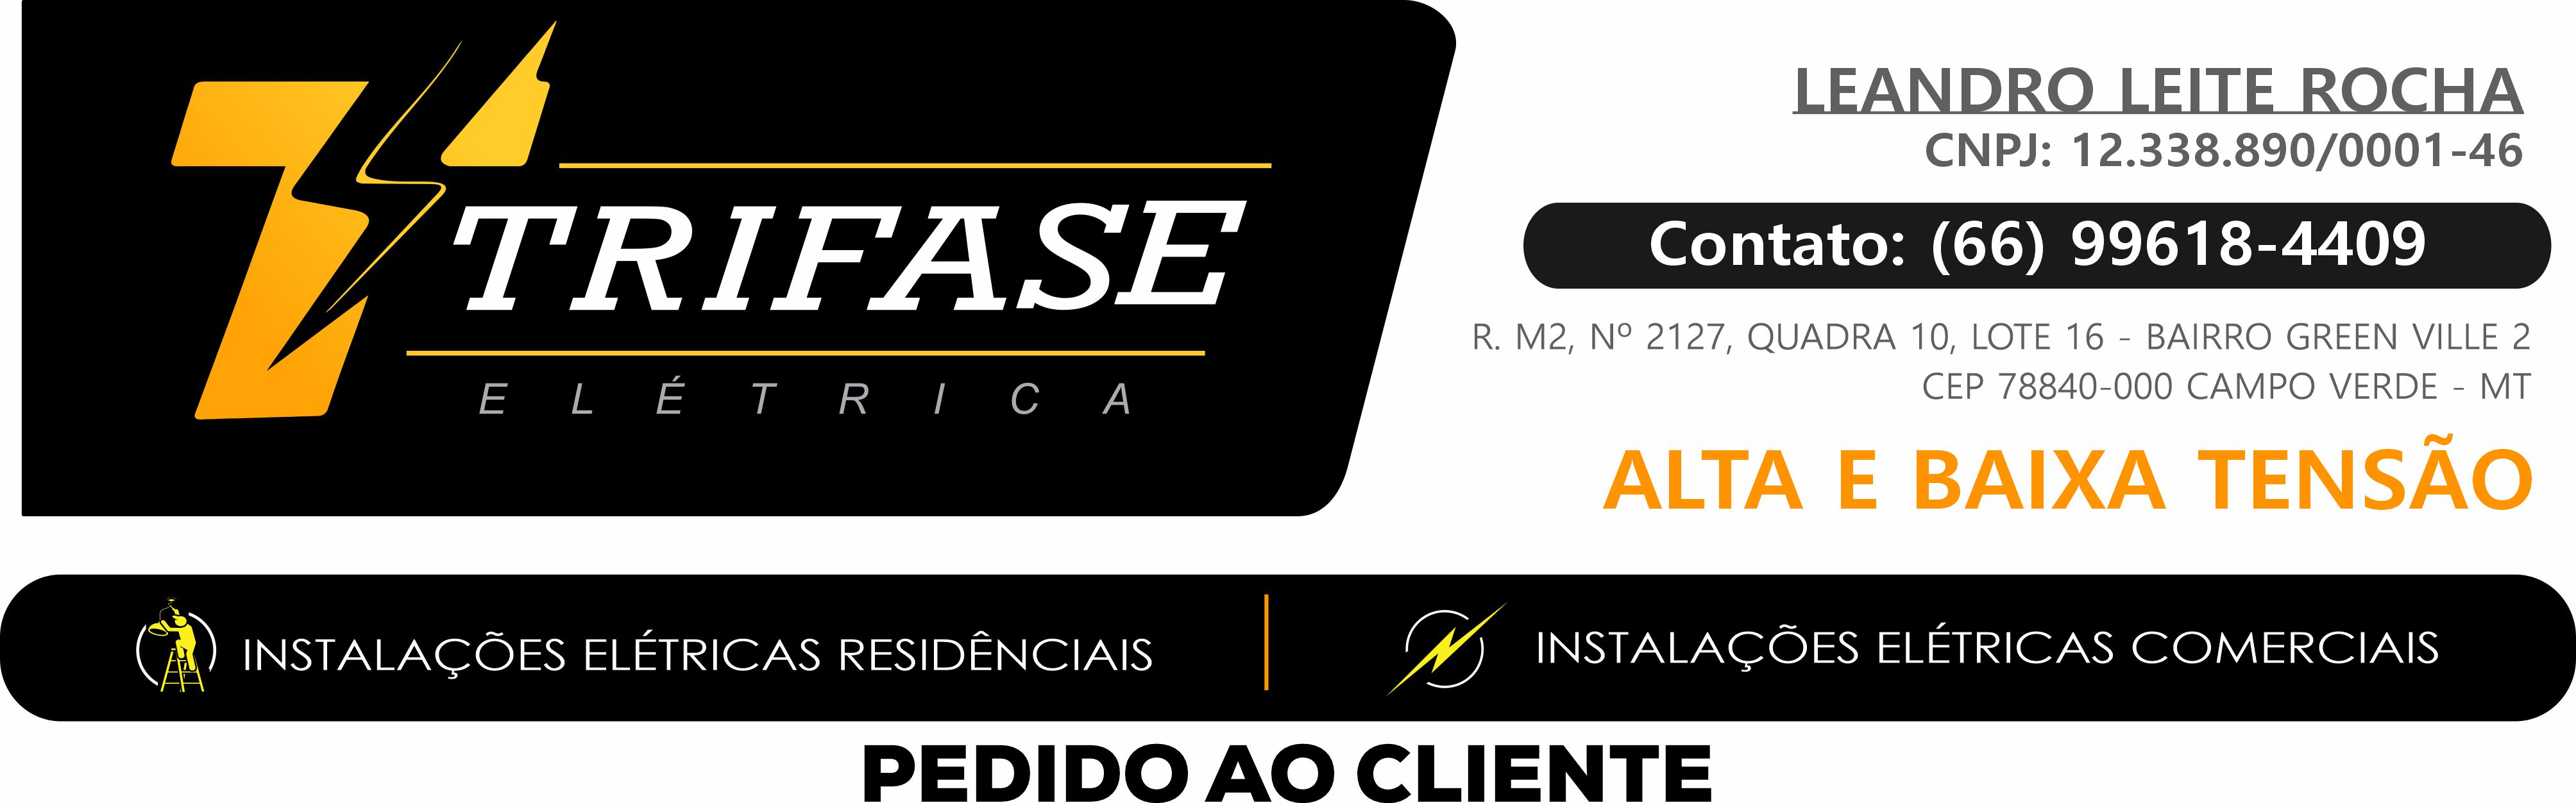 TRIFASE
ELÉTRICA
LEANDRO LEITE ROCHA
CNPJ: 12.338.890/0001-46
Contato: (66) 99618-4409
R. M2, Nº 2127, QUADRA 10, LOTE 16 - BAIRRO GREEN VILLE 2
CEP 78840-000 CAMPO VERDE - MT
ALTA E BAIXA TENSÃO
INSTALAÇÕES ELÉTRICAS RESIDÊNCIAIS
INSTALAÇÕES ELÉTRICAS COMERCIAIS
PEDIDO AO CLIENTE